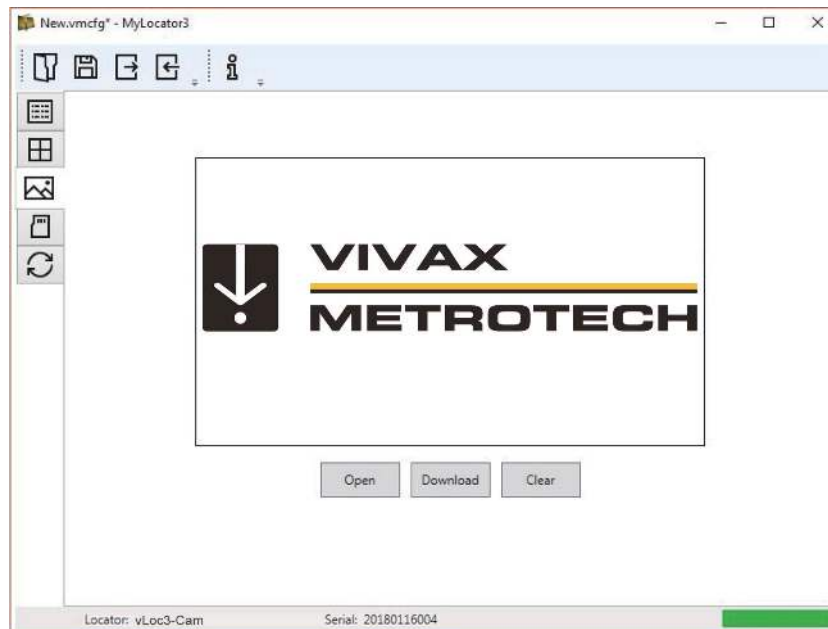 New.vmcfg* - MyLocator3
VIVAX
METROTECH
Open Download Clear
Locator: vLoc3-Cam Serial: 20180116004